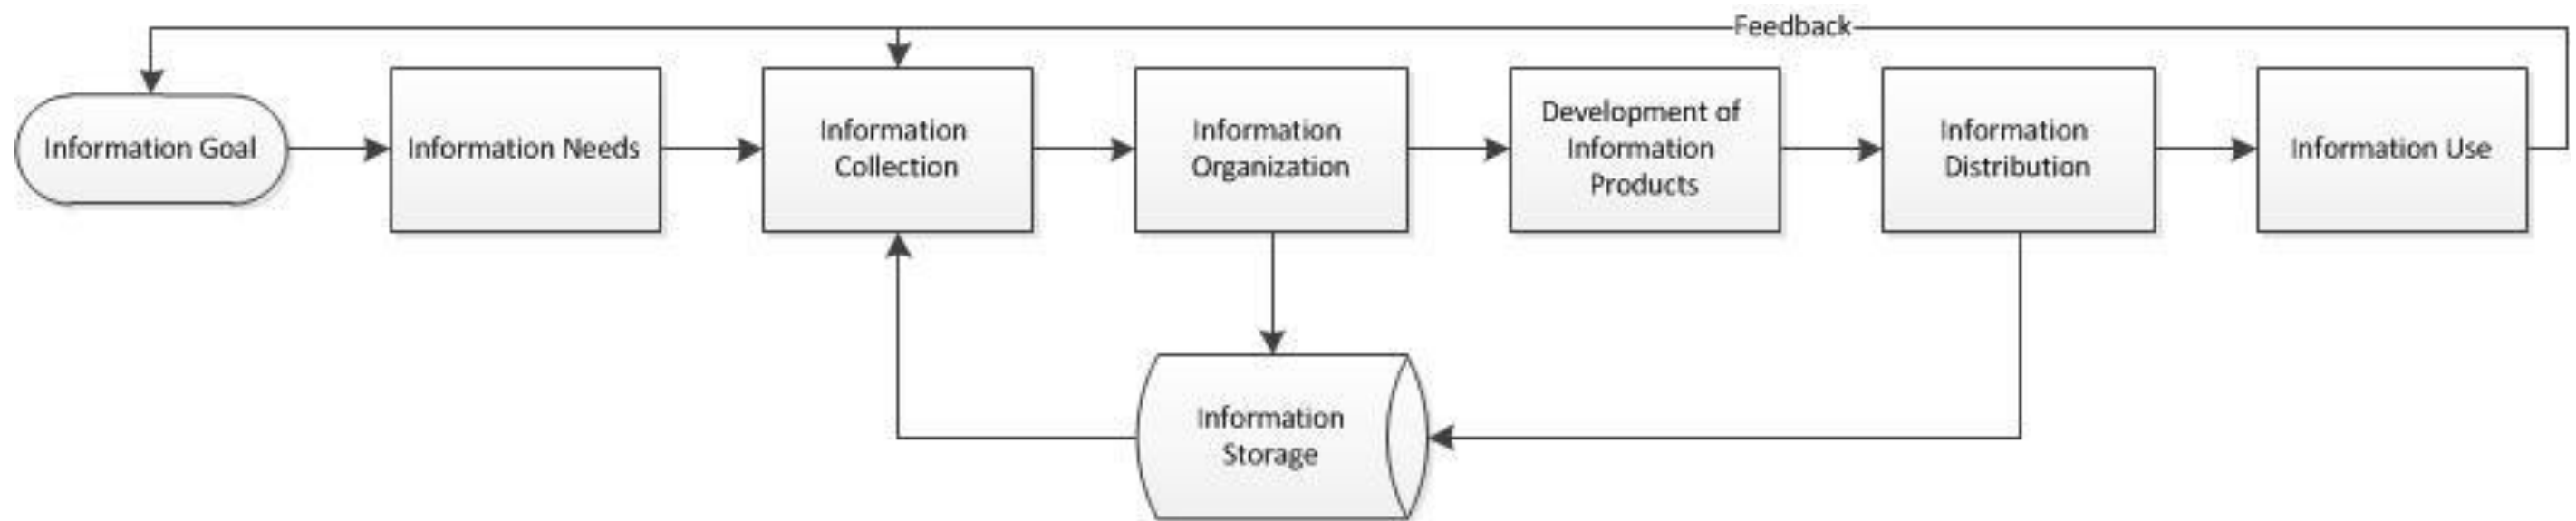 Feedback
Information Goal
Information Needs
Information
Collection
Information
Organization
Development of
Information
Products
Information
Distribution
Information Use
Information
Storage